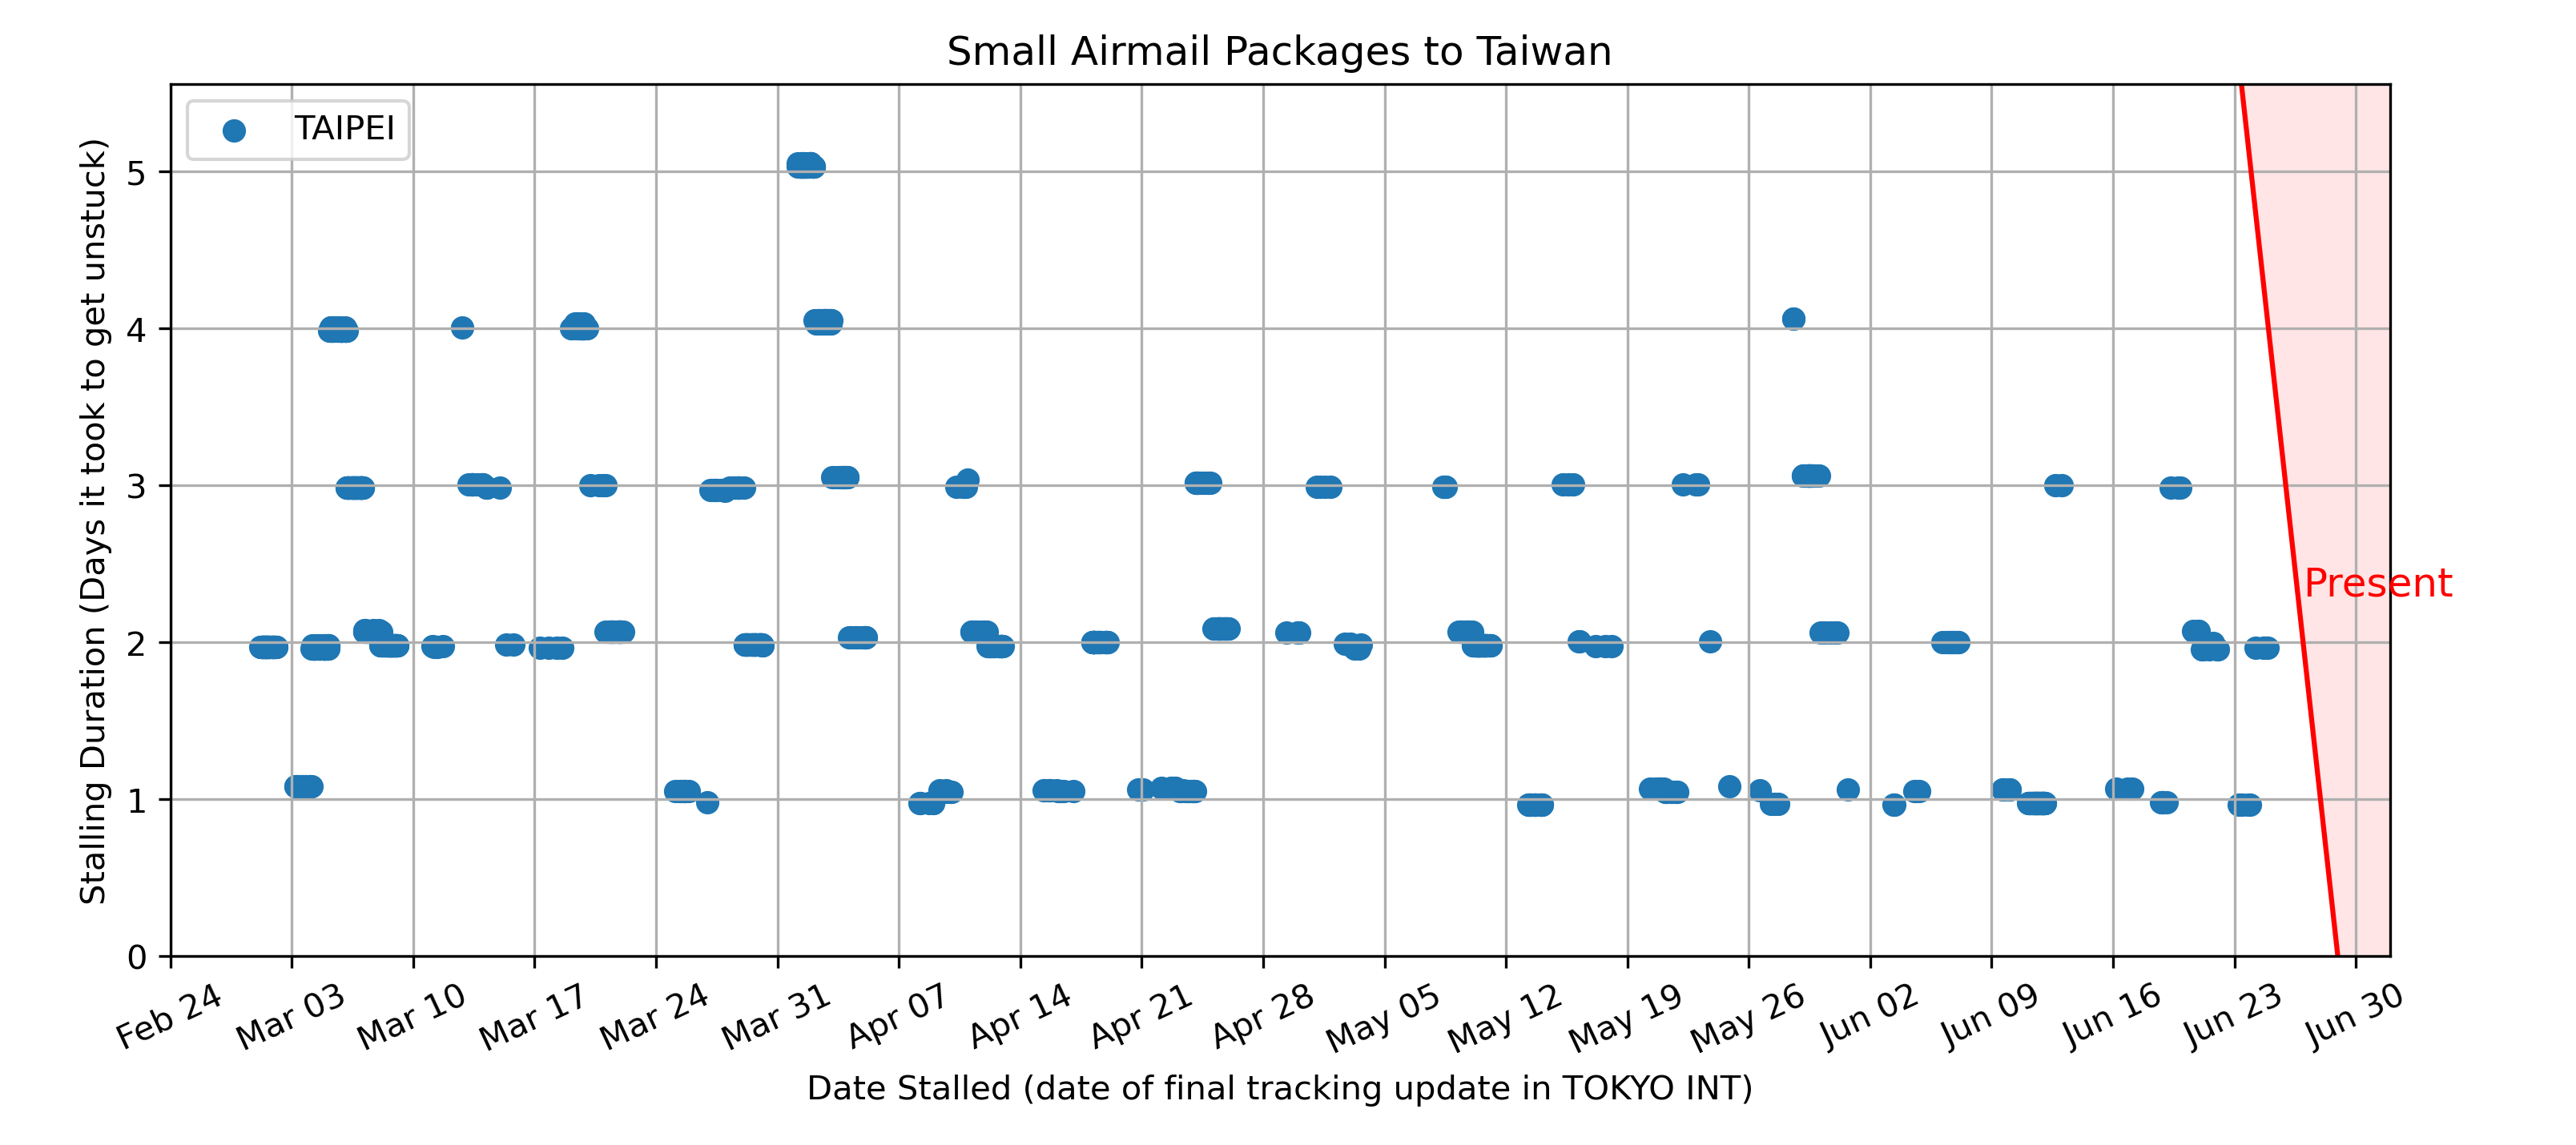 Small Airmail Packages to Taiwan
TAIPEI
Stalling Duration (Days it took to get unstuck)
5
4
3
2
1
0
Present
Feb 24
Mar 03
Mar 10
Mar 17
Mar 24
Mar 31
Apr 07
Apr 14
Apr 21
Apr 28
May 05
May 12
May 19
May 26
Jun 02
Jun 09
Jun 16
Jun 23
Jun 30
Date Stalled (date of final tracking update in TOKYO INT)